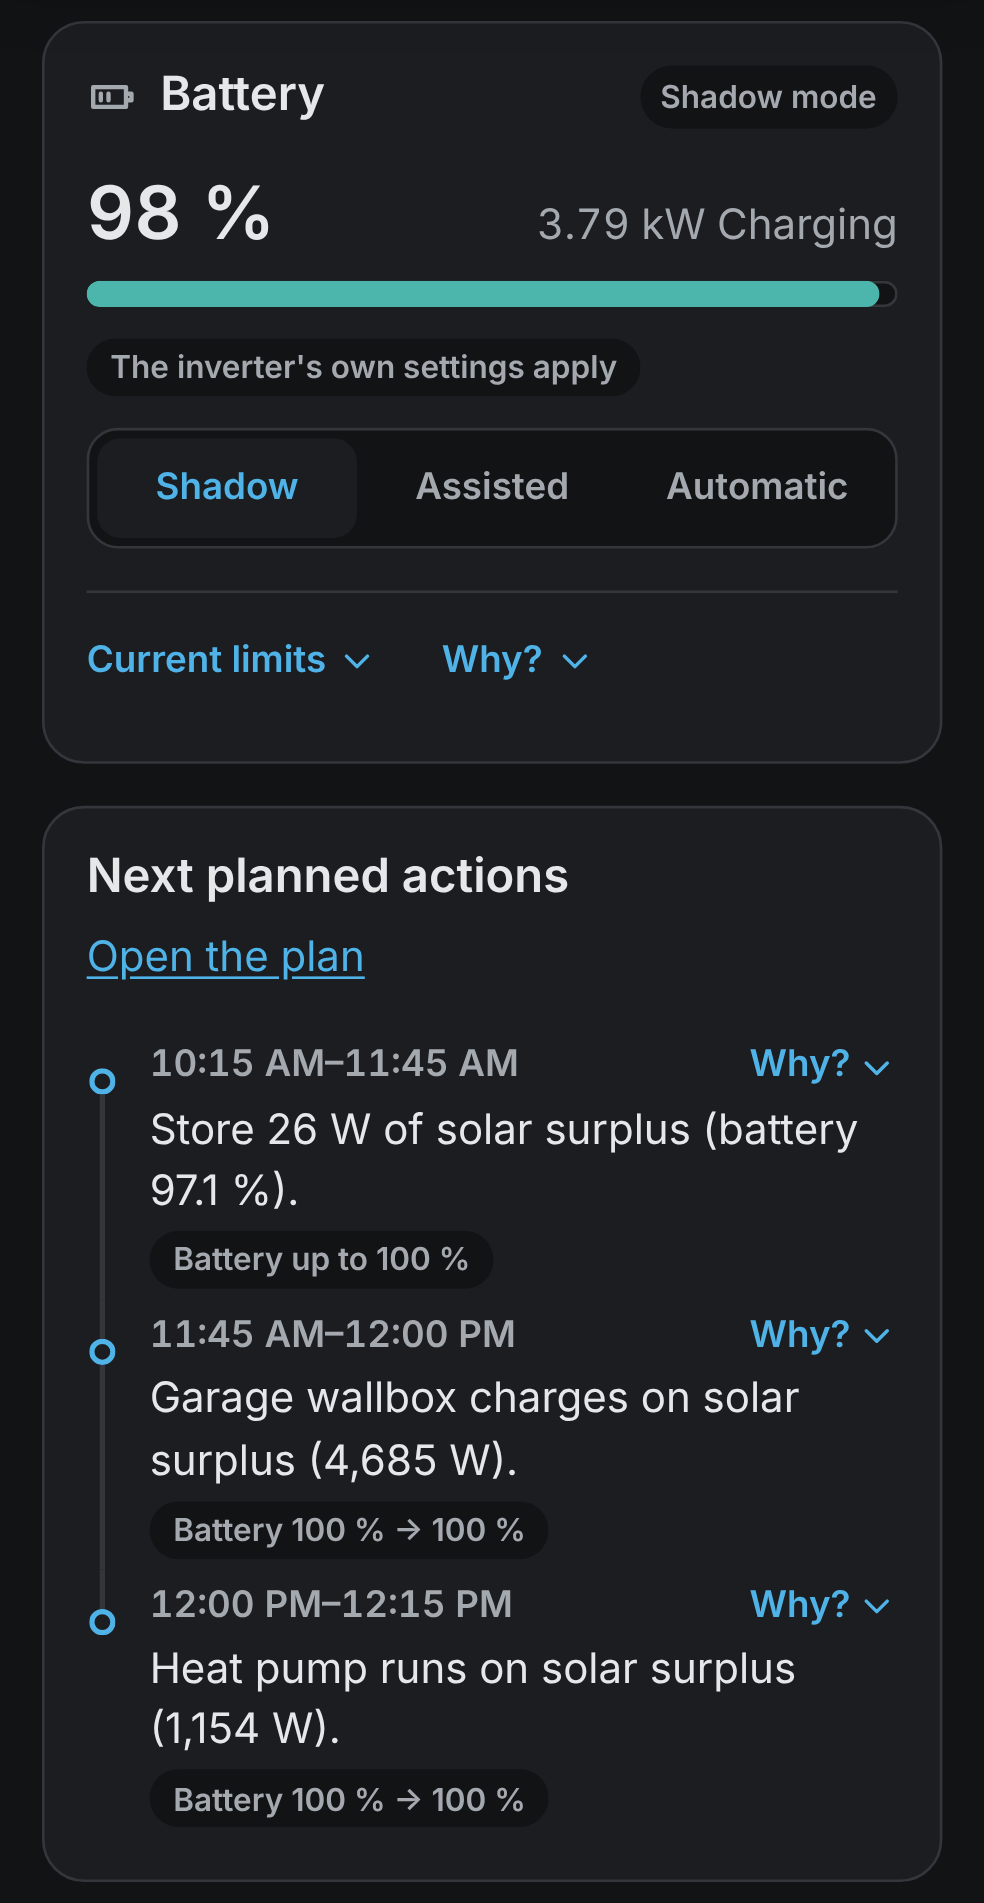 Battery
Shadow mode
98 %
3.79 kW Charging
The inverter's own settings apply
Shadow
Assisted
Automatic
Current limits
Why?
Next planned actions
Open the plan
10:15 AM–11:45 AM
Why?
Store 26 W of solar surplus (battery
97.1 %).
Battery up to 100 %
11:45 AM–12:00 PM
Why?
Garage wallbox charges on solar
surplus (4,685 W).
Battery 100 % → 100 %
12:00 PM–12:15 PM
Why?
Heat pump runs on solar surplus
(1,154 W).
Battery 100 % → 100 %